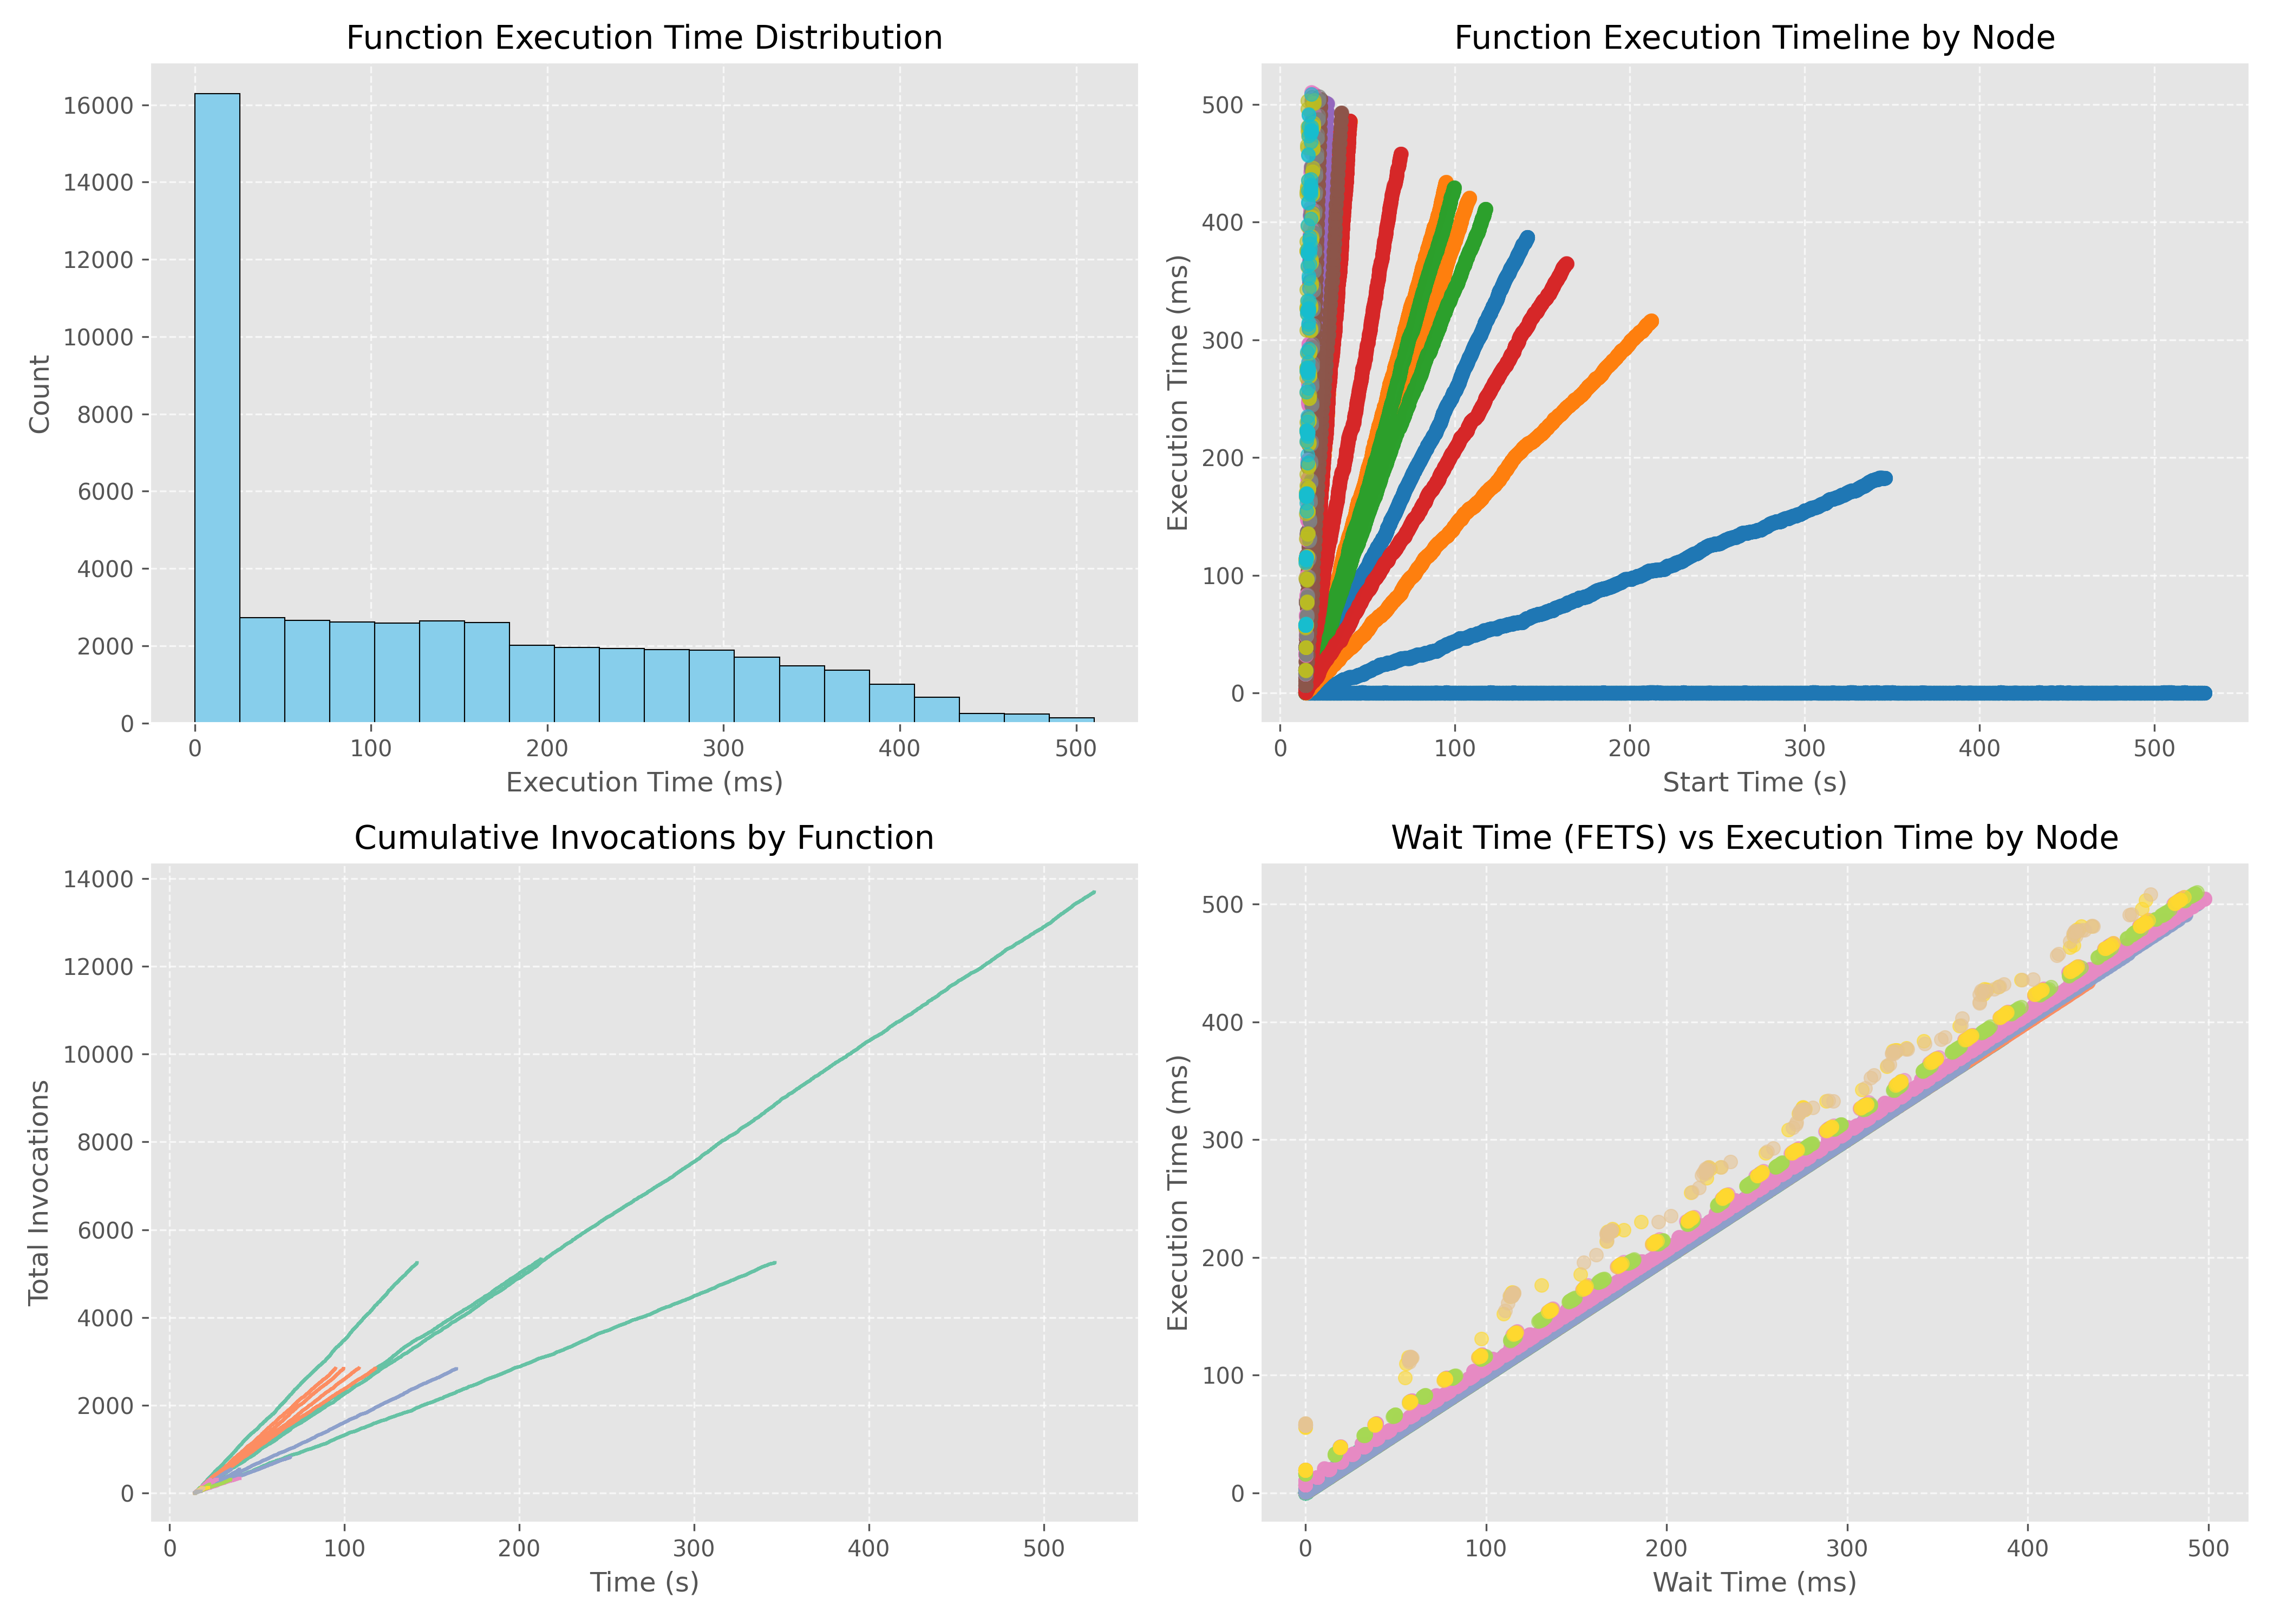 Function Execution Time Distribution
16000
14000
12000
10000
8000
6000
4000
2000
0
Count
0 100 200 300 400 500
Execution Time (ms)
Function Execution Timeline by Node
500
400
300
200
100
0
Execution Time (ms)
0 100 200 300 400 500
Start Time (s)
Cumulative Invocations by Function
14000
12000
10000
8000
6000
4000
2000
0
Total Invocations
0 100 200 300 400 500
Time (s)
Wait Time (FETS) vs Execution Time by Node
500
400
300
200
100
0
Execution Time (ms)
0 100 200 300 400 500
Wait Time (ms)